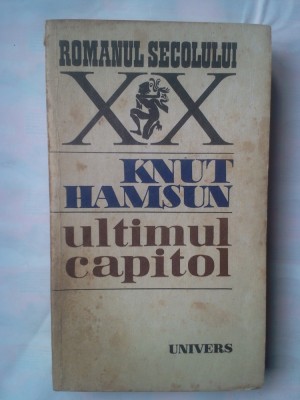 ROMANUL SECOLULUI
XX
KNUT
HAMSUN
ultimul
capitol
UNIVERS